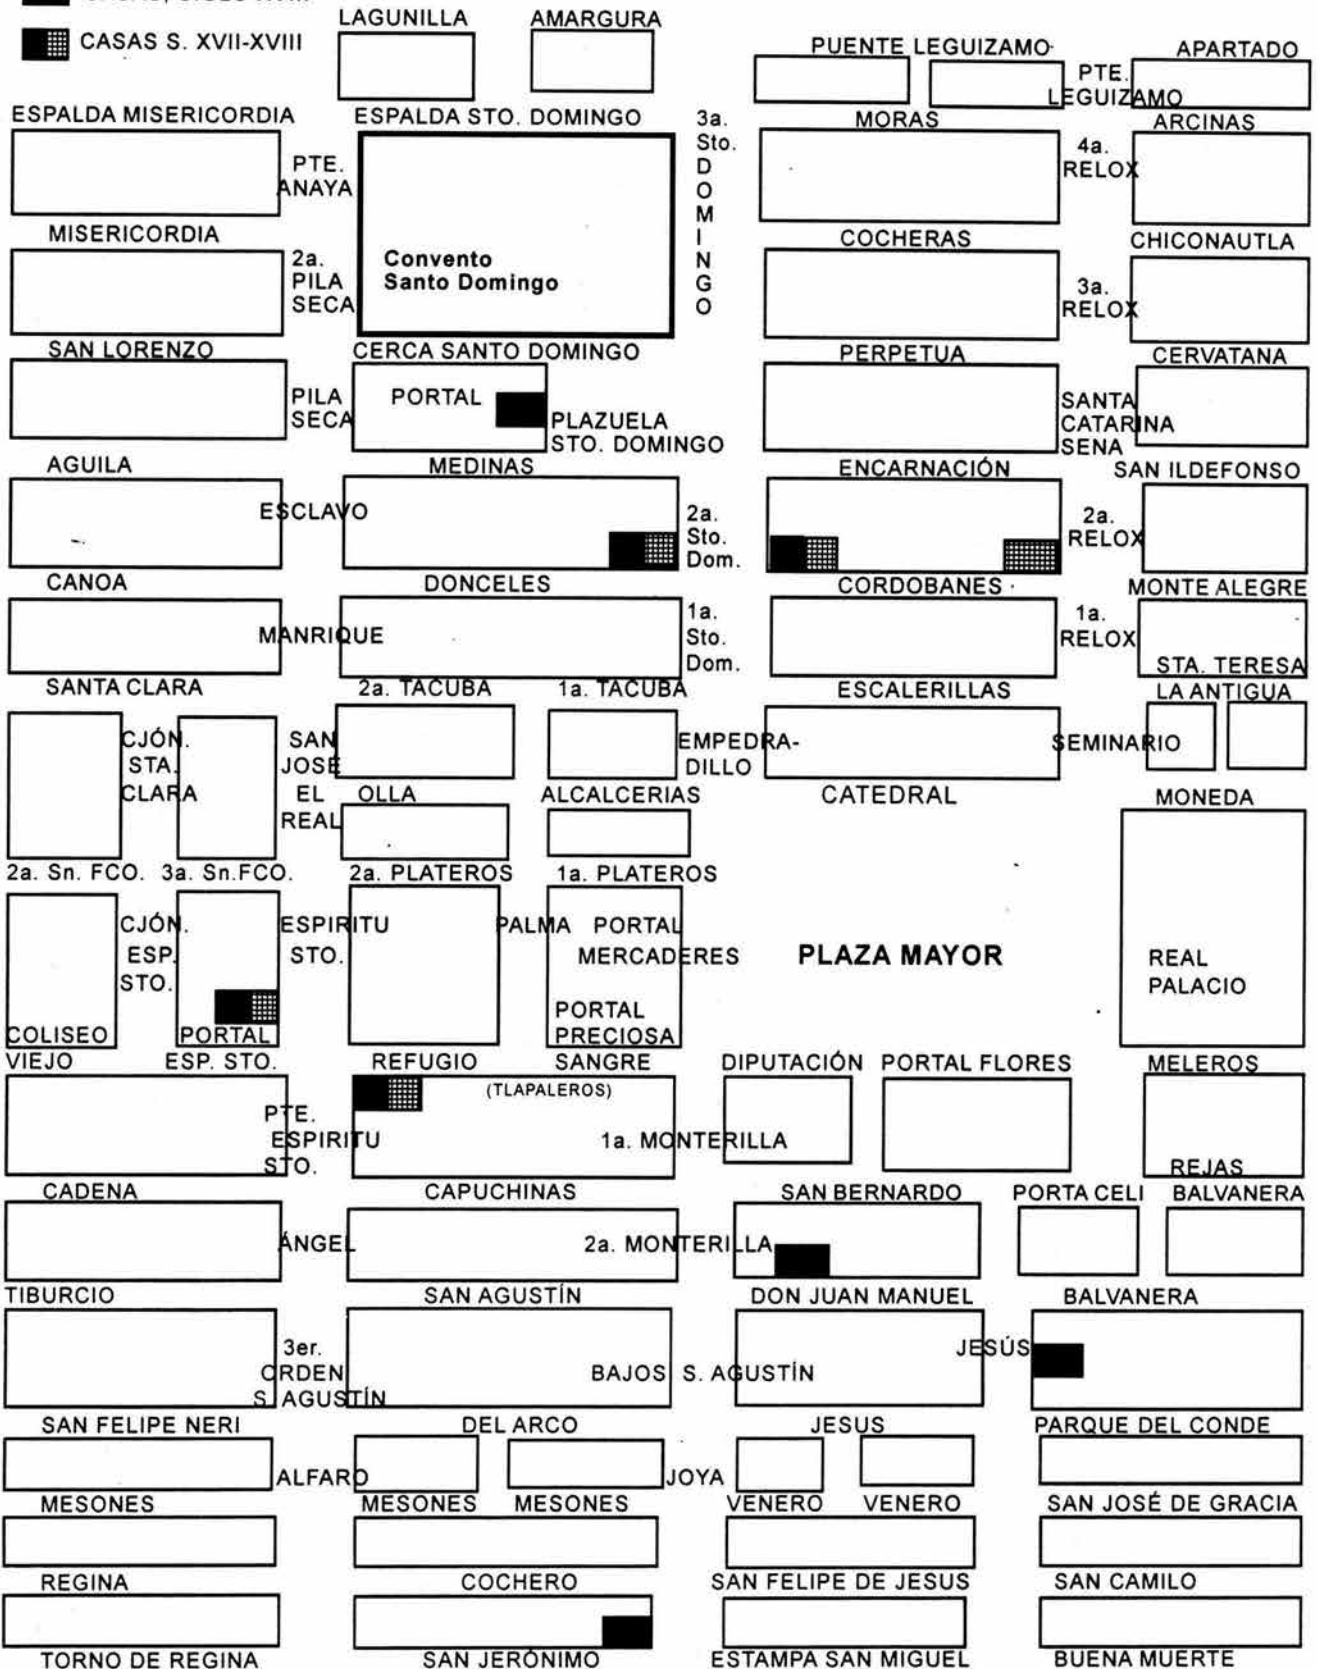 CASAS S. XVII-XVIII
LAGUNILLA
AMARGURA
PUENTE LEGUIZAMO
APARTADO
PTE.
LEGUIZAMO
ESPALDA MISERICORDIA
ESPALDA STO. DOMINGO
3a.
Sto.
D
O
M
I
N
G
O
MORAS
ARCINAS
PTE.
ANAYA
4a.
RELOX
MISERICORDIA
Convento
Santo Domingo
COCHERAS
CHICONAUTLA
2a.
PILA
SECA
3a.
RELOX
SAN LORENZO
CERCA SANTO DOMINGO
PERPETUA
CERVATANA
PILA
SECA
PORTAL
PLAZUELA
STO. DOMINGO
SANTA
CATARINA
SENA
AGUILA
MEDINAS
ENCARNACIÓN
SAN ILDEFONSO
ESCLAVO
2a.
Sto.
Dom.
2a.
RELOX
CANOA
DONCELES
CORDOBANES
MONTE ALEGRE
MANRIQUE
1a.
Sto.
Dom.
1a.
RELOX
STA. TERESA
LA ANTIGUA
SANTA CLARA
2a. TACUBA
1a. TACUBA
ESCALERILLAS
CJÓN.
STA.
CLARA
SAN
JOSE
EL
REAL
EMPEDRA-
DILLO
SEMINARIO
OLLA
ALCALCERIAS
CATEDRAL
MONEDA
2a. Sn. FCO.
3a. Sn.FCO.
2a. PLATEROS
1a. PLATEROS
CJÓN.
ESP.
STO.
ESPIRITU
STO.
PALMA
PORTAL
MERCADERES
PLAZA MAYOR
REAL
PALACIO
PORTAL
PRECIOSA
SANGRE
(TLAPALEROS)
COLISEO
VIEJO
PORTAL
ESP. STO.
REFUGIO
DIPUTACIÓN
PORTAL FLORES
MELEROS
PTE.
ESPIRITU
STO.
1a. MONTERILLA
REJAS
BALVANERA
CADENA
CAPUCHINAS
SAN BERNARDO
PORTA CELI
ÁNGEL
2a. MONTERILLA
TIBURCIO
SAN AGUSTÍN
DON JUAN MANUEL
BALVANERA
3er.
ORDEN
S. AGUSTÍN
BAJOS S. AGUSTÍN
JESÚS
SAN FELIPE NERI
DEL ARCO
JESUS
PARQUE DEL CONDE
ALFARO
JOYA
MESONES
MESONES
MESONES
VENERO
VENERO
SAN JOSÉ DE GRACIA
REGINA
COCHERO
SAN FELIPE DE JESUS
SAN CAMILO
TORNO DE REGINA
SAN JERÓNIMO
ESTAMPA SAN MIGUEL
BUENA MUERTE